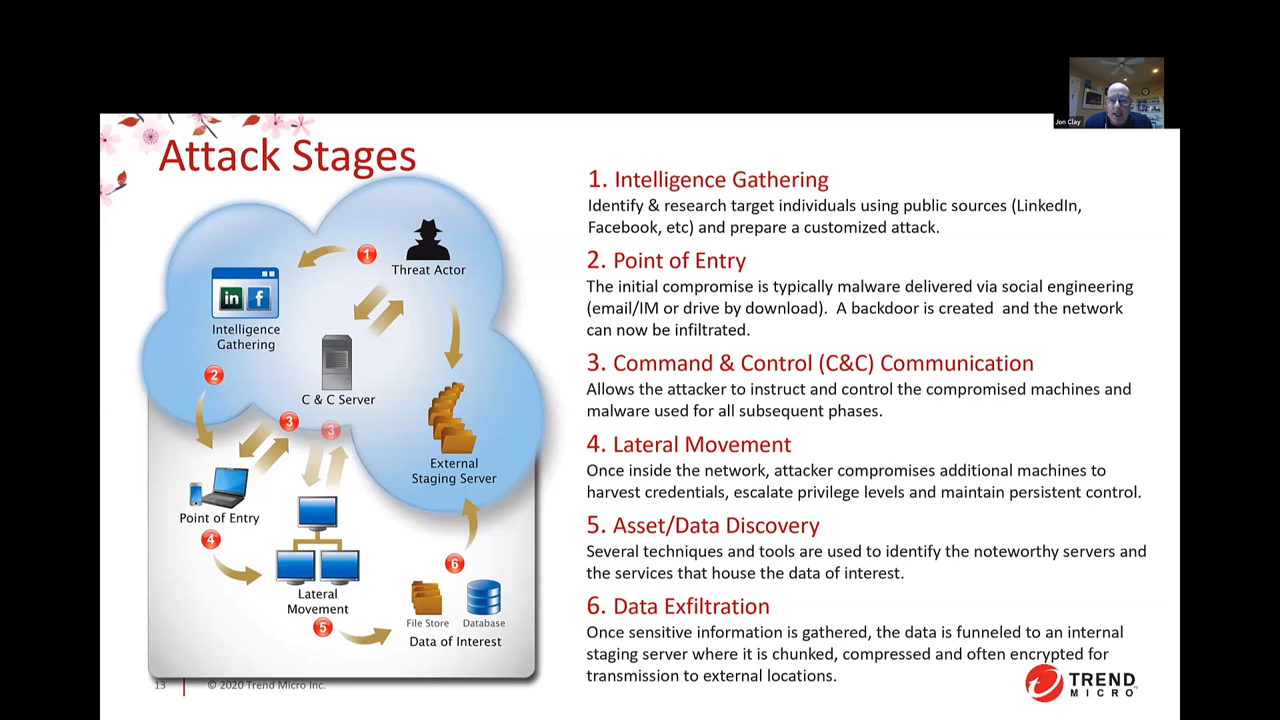 Jon Clay
Attack Stages
1
Threat Actor
in f
Intelligence
Gathering
2
C & C Server
3
3
External
Staging Server
Point of Entry
4
6
Lateral
Movement
5
File Store
Database
Data of Interest
1. Intelligence Gathering
Identify & research target individuals using public sources (LinkedIn,
Facebook, etc) and prepare a customized attack.
2. Point of Entry
The initial compromise is typically malware delivered via social engineering
(email/IM or drive by download). A backdoor is created and the network
can now be infiltrated.
3. Command & Control (C&C) Communication
Allows the attacker to instruct and control the compromised machines and
malware used for all subsequent phases.
4. Lateral Movement
Once inside the network, attacker compromises additional machines to
harvest credentials, escalate privilege levels and maintain persistent control.
5. Asset/Data Discovery
Several techniques and tools are used to identify the noteworthy servers and
the services that house the data of interest.
6. Data Exfiltration
Once sensitive information is gathered, the data is funneled to an internal
staging server where it is chunked, compressed and often encrypted for
transmission to external locations.
13
© 2020 Trend Micro Inc.
TREND
MICRO